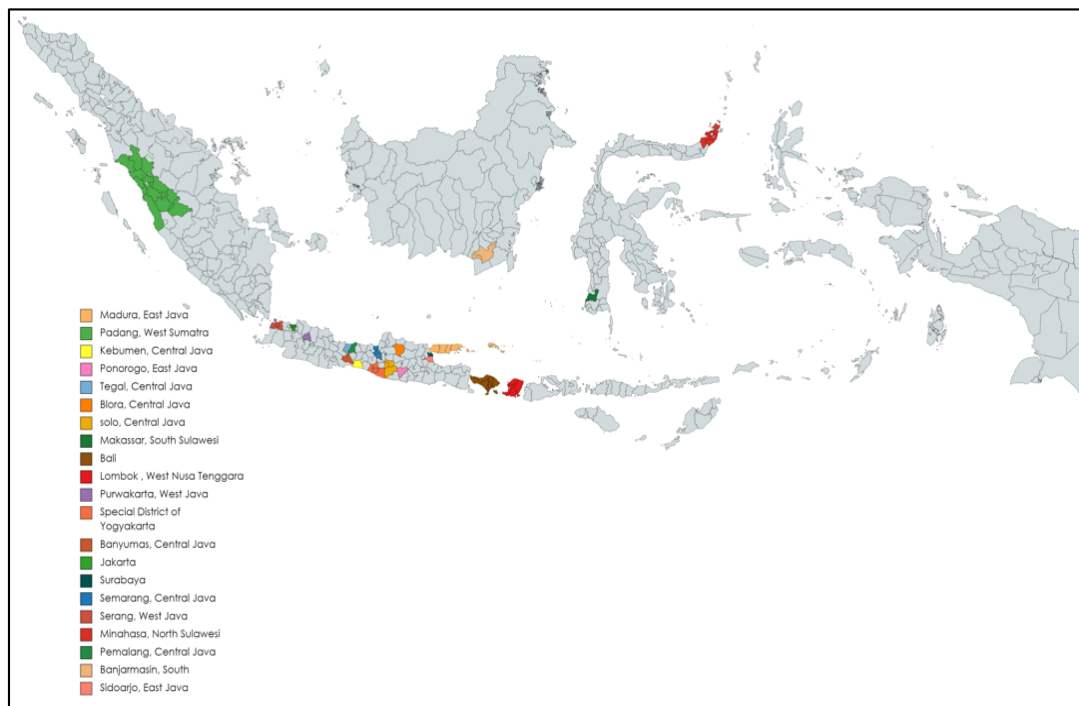 Madura, East Java
Padang, West Sumatra
Kebumen, Central Java
Ponorogo, East Java
Tegal, Central Java
Blora, Central Java
solo, Central Java
Makassar, South Sulawesi
Bali
Lombok , West Nusa Tenggara
Purwakarta, West Java
Special District of
Yogyakarta
Banyumas, Central Java
Jakarta
Surabaya
Semarang, Central Java
Serang, West Java
Minahasa, North Sulawesi
Pemalang, Central Java
Banjarmasin, South
Sidoarjo, East Java